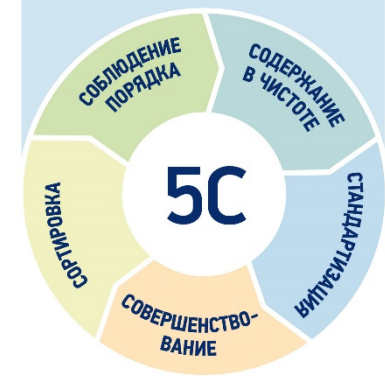 5С
СОРТИРОВКА
СОБЛЮДЕНИЕ
ПОРЯДКА
СОДЕРЖАНИЕ
В ЧИСТОТЕ
СТАНДАРТИЗАЦИЯ
СОВЕРШЕНСТВО-
ВАНИЕ